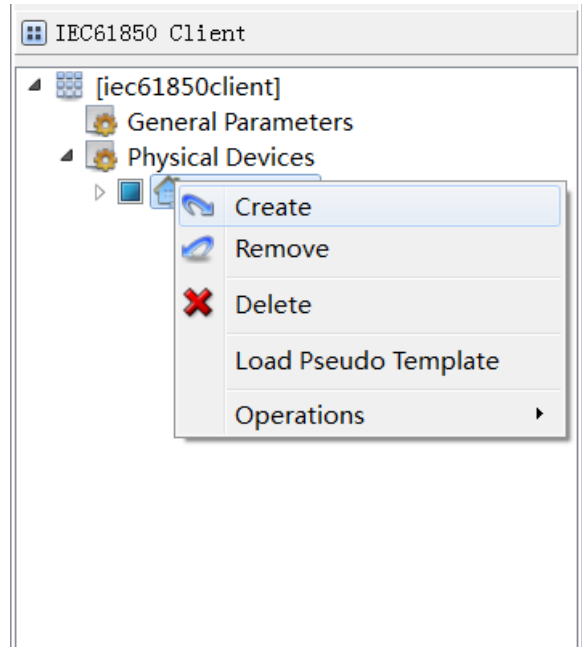 IEC61850 Client
[iec61850client]
General Parameters
Physical Devices
Create
Remove
Delete
Load Pseudo Template
Operations